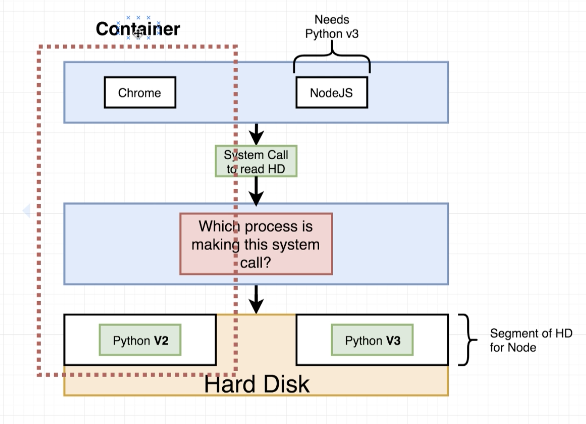 Container
Needs
Python v3
Chrome
NodeJS
System Call
to read HD
Which process is
making this system
call?
Python V2
Python V3
Segment of HD
for Node
Hard Disk